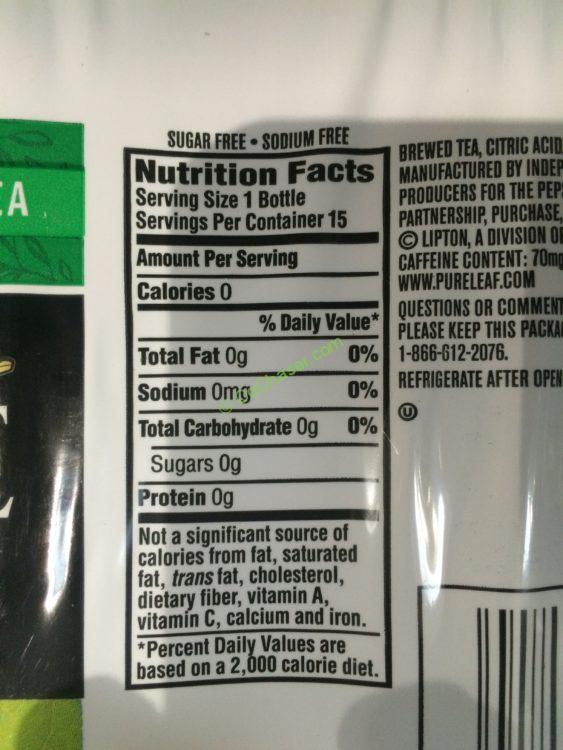 EA
E
SUGAR FREE • SODIUM FREE
Nutrition Facts
Serving Size 1 Bottle
Servings Per Container 15
Amount Per Serving
Calories 0
% Daily Value*
Total Fat 0g 0%
Sodium 0mg 0%
Total Carbohydrate 0g 0%
Sugars 0g
Protein 0g
Not a significant source of
calories from fat, saturated
fat, trans fat, cholesterol,
dietary fiber, vitamin A,
vitamin C, calcium and iron.
*Percent Daily Values are
based on a 2,000 calorie diet.
BREWED TEA, CITRIC ACID
MANUFACTURED BY INDEP
PRODUCERS FOR THE PEP
PARTNERSHIP, PURCHASE,
© LIPTON, A DIVISION O
CAFFEINE CONTENT: 70mg
WWW.PURELEAF.COM
QUESTIONS OR COMMENT
PLEASE KEEP THIS PACKA
1-866-612-2076.
REFRIGERATE AFTER OPEN
U
© CoChaser.com